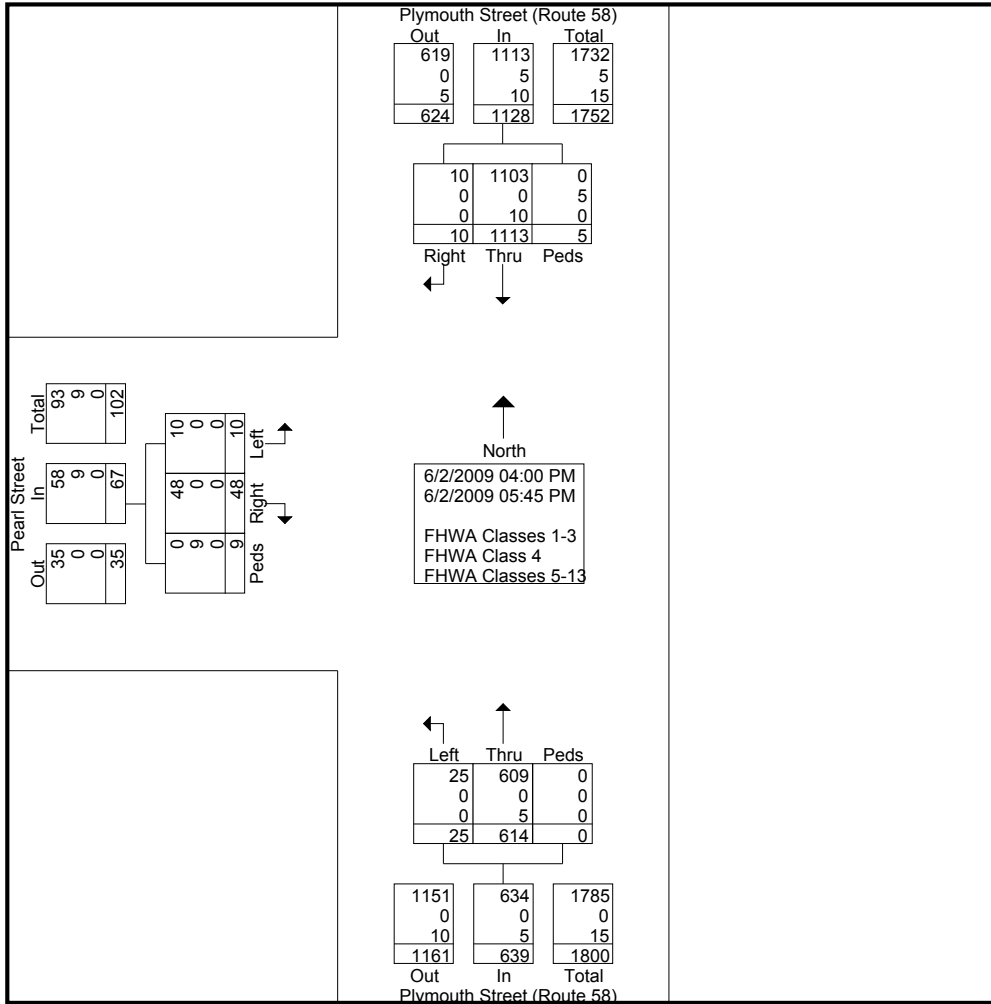 Plymouth Street (Route 58)
Out In Total
619 1113 1732
0 5 5
5 10 15
624 1128 1752
10 1103 0
0 0 5
0 10 0
10 1113 5
Right Thru Peds
Pearl Street
Total
93 9 0 102
In
58 9 0 67
Out
35 0 0 35
10 0 0 10
Left
48 0 0 48
Right
0 9 0 9
Peds
North
6/2/2009 04:00 PM
6/2/2009 05:45 PM
FHWA Classes 1-3
FHWA Class 4
FHWA Classes 5-13
Left Thru Peds
25 609 0
0 0 0
0 5 0
25 614 0
1151 634 1785
0 0 0
10 5 15
1161 639 1800
Out In Total
Plymouth Street (Route 58)